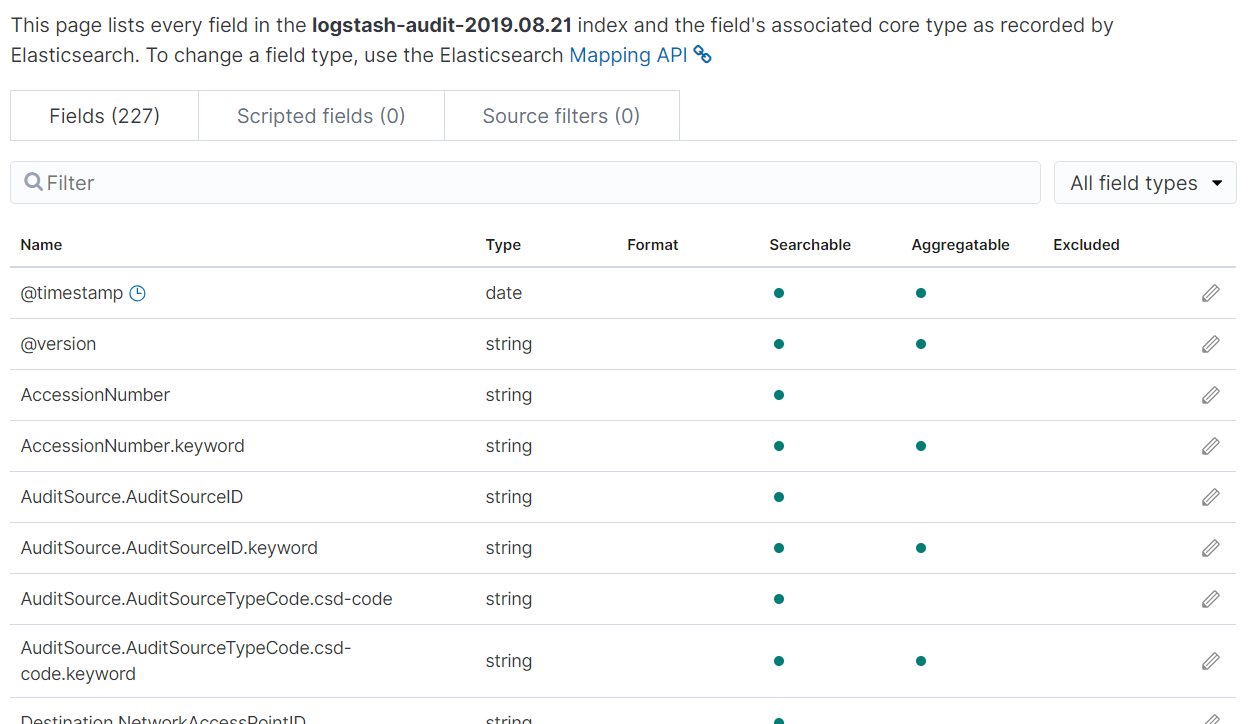 This page lists every field in the logstash-audit-2019.08.21 index and the field's associated core type as recorded by
Elasticsearch. To change a field type, use the Elasticsearch Mapping API
Fields (227) Scripted fields (0) Source filters (0)
Filter All field types
Name Type Format Searchable Aggregatable Excluded
@timestamp date
@version string
AccessionNumber string
AccessionNumber.keyword string
AuditSource.AuditSourceID string
AuditSource.AuditSourceID.keyword string
AuditSource.AuditSourceTypeCode.csd-code string
AuditSource.AuditSourceTypeCode.csd-
code.keyword string
Destination.NetworkAccessPointID string